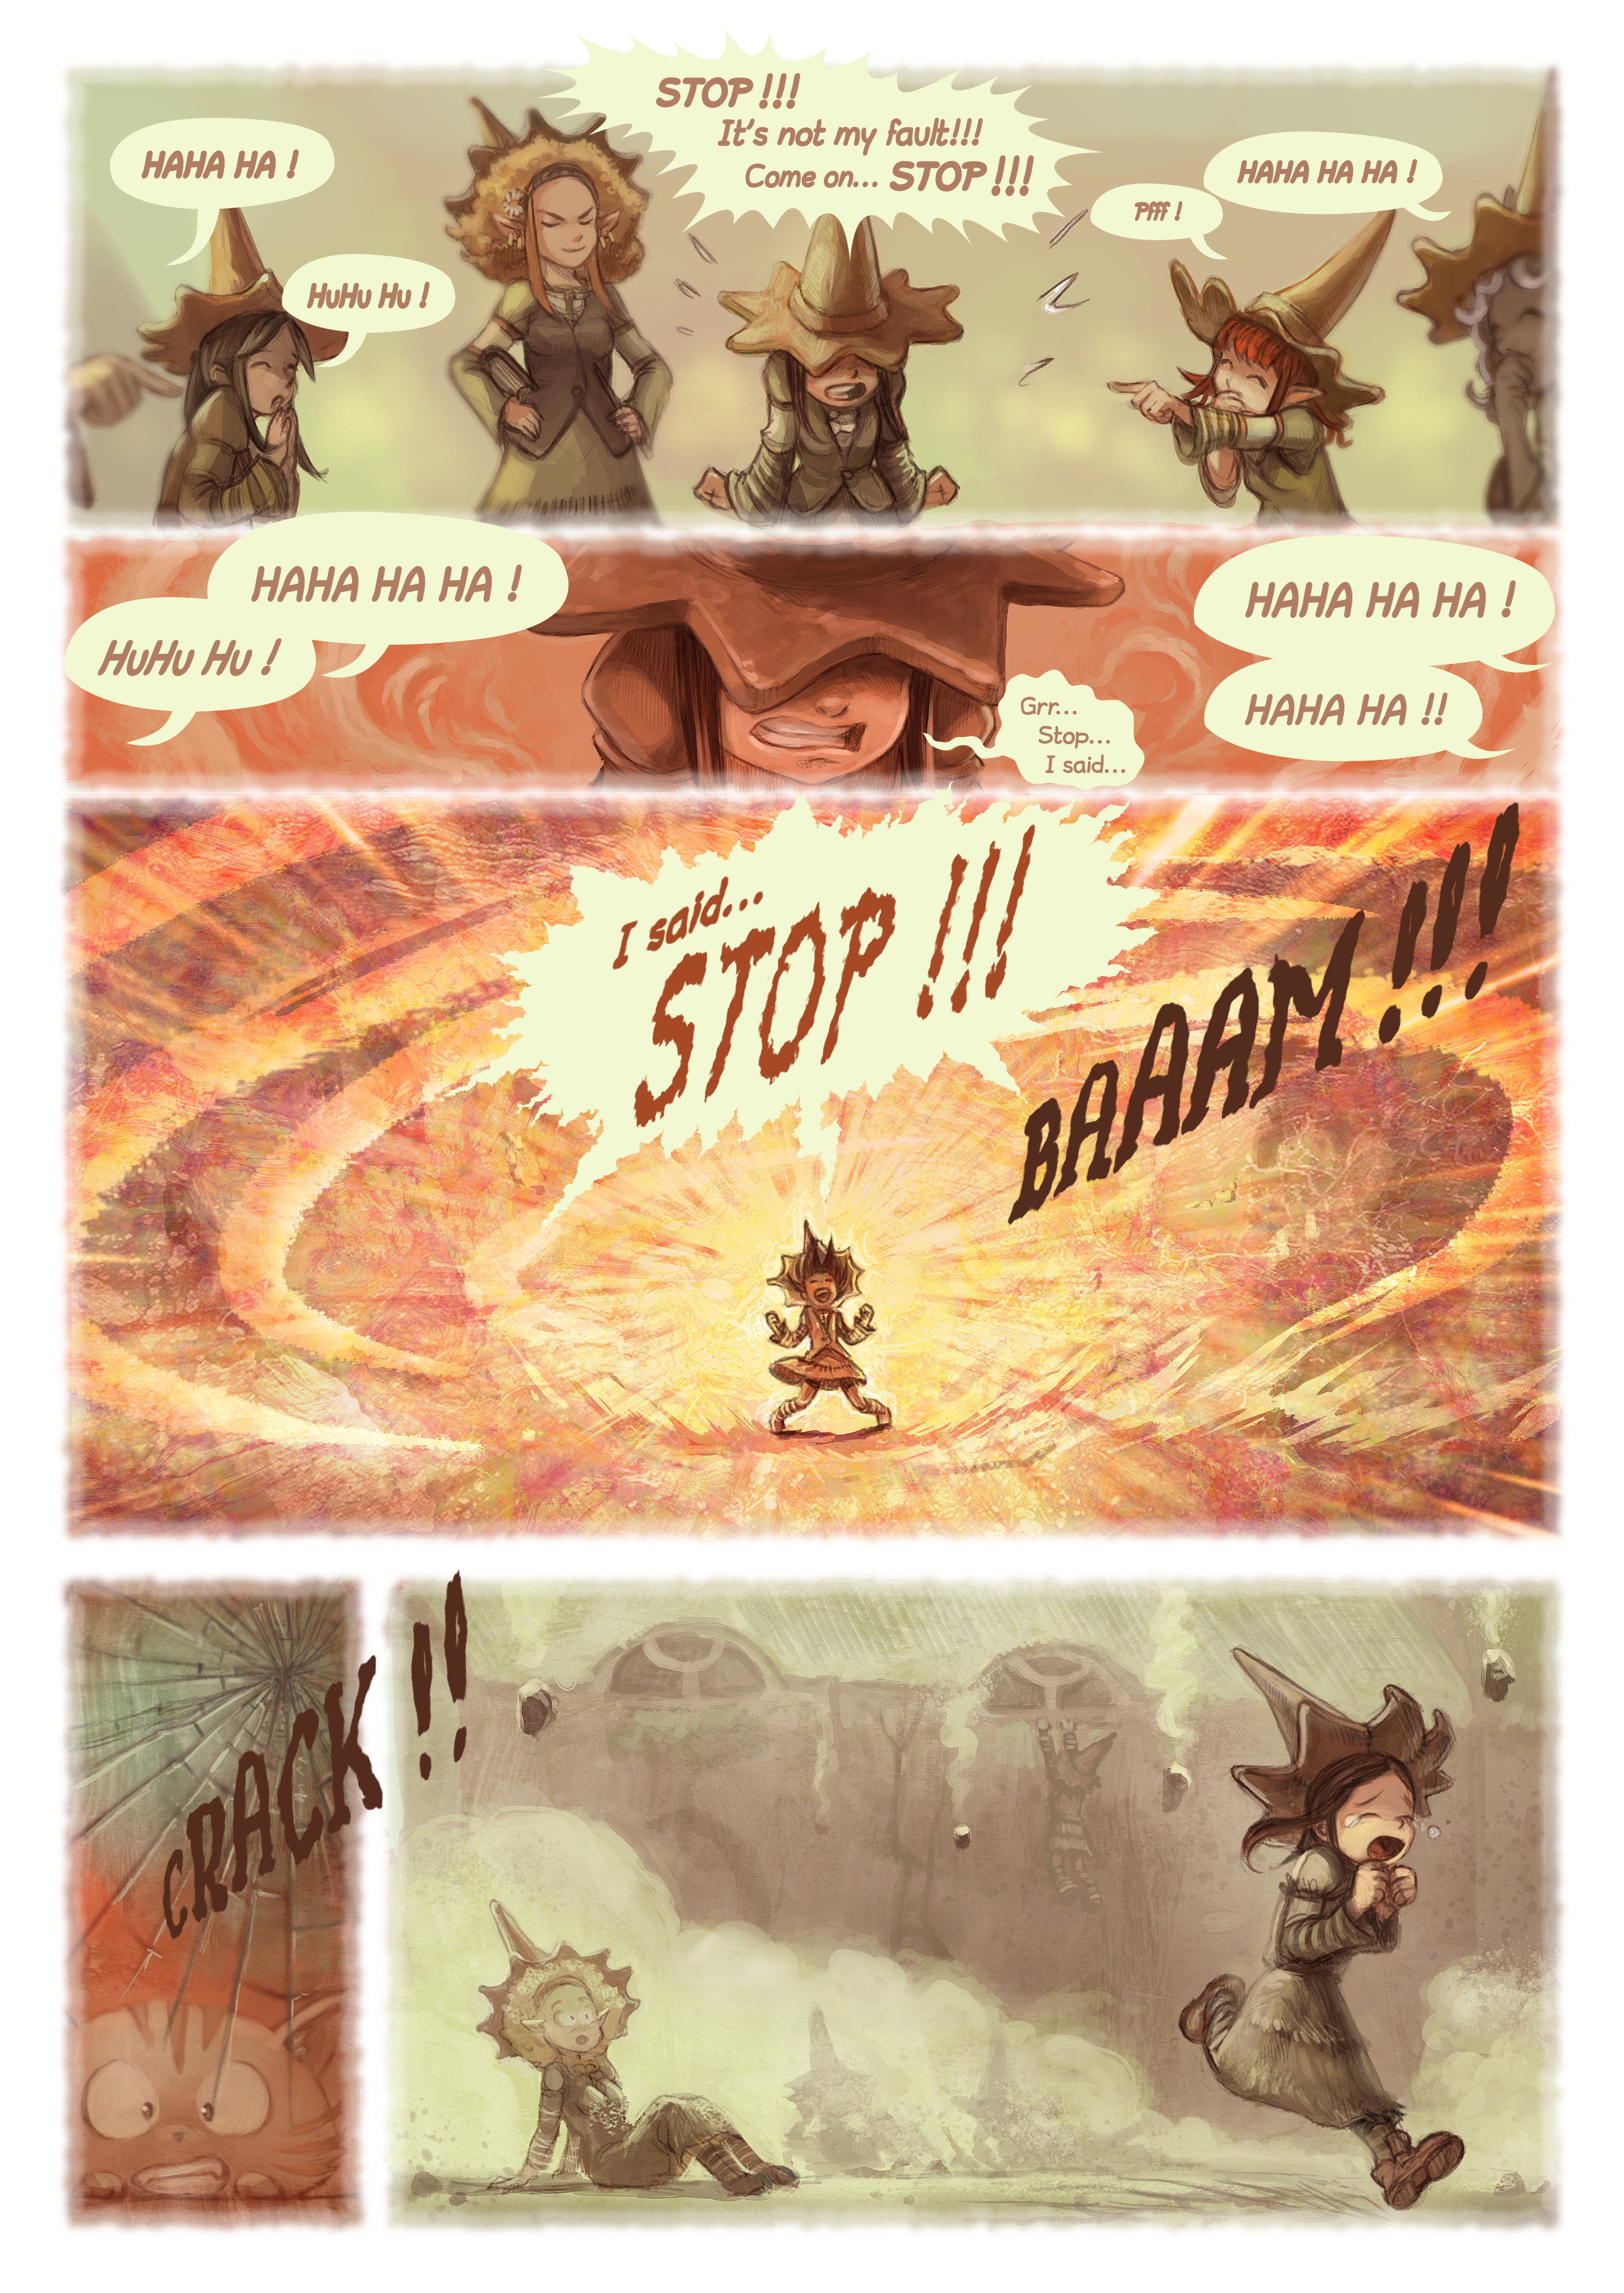 HAHA HA !
HuHu Hu !
STOP !!!
It's not my fault!!!
Come on... STOP !!!
Pfff !
HAHA HA HA !
HAHA HA HA !
HuHu Hu !
Grr...
Stop...
I said...
HAHA HA HA !
HAHA HA !!
I said...
STOP !!!
BAAAM !!!
CRACK !!